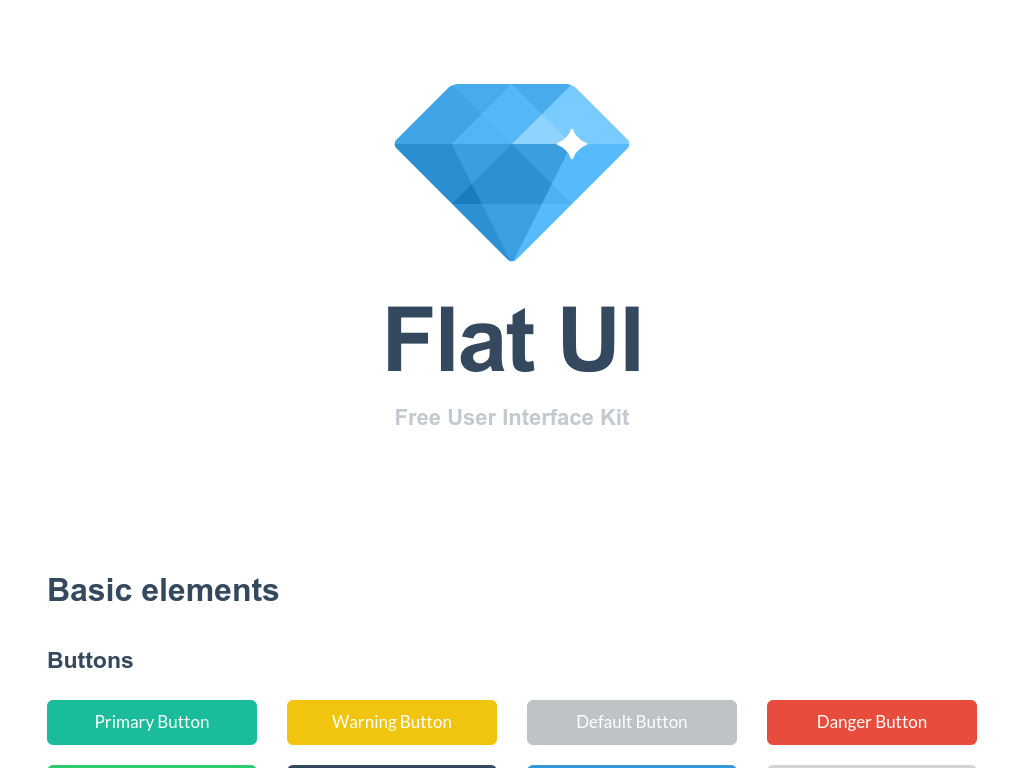 Flat UI
Free User Interface Kit
Basic elements
Buttons
Primary Button
Warning Button
Default Button
Danger Button